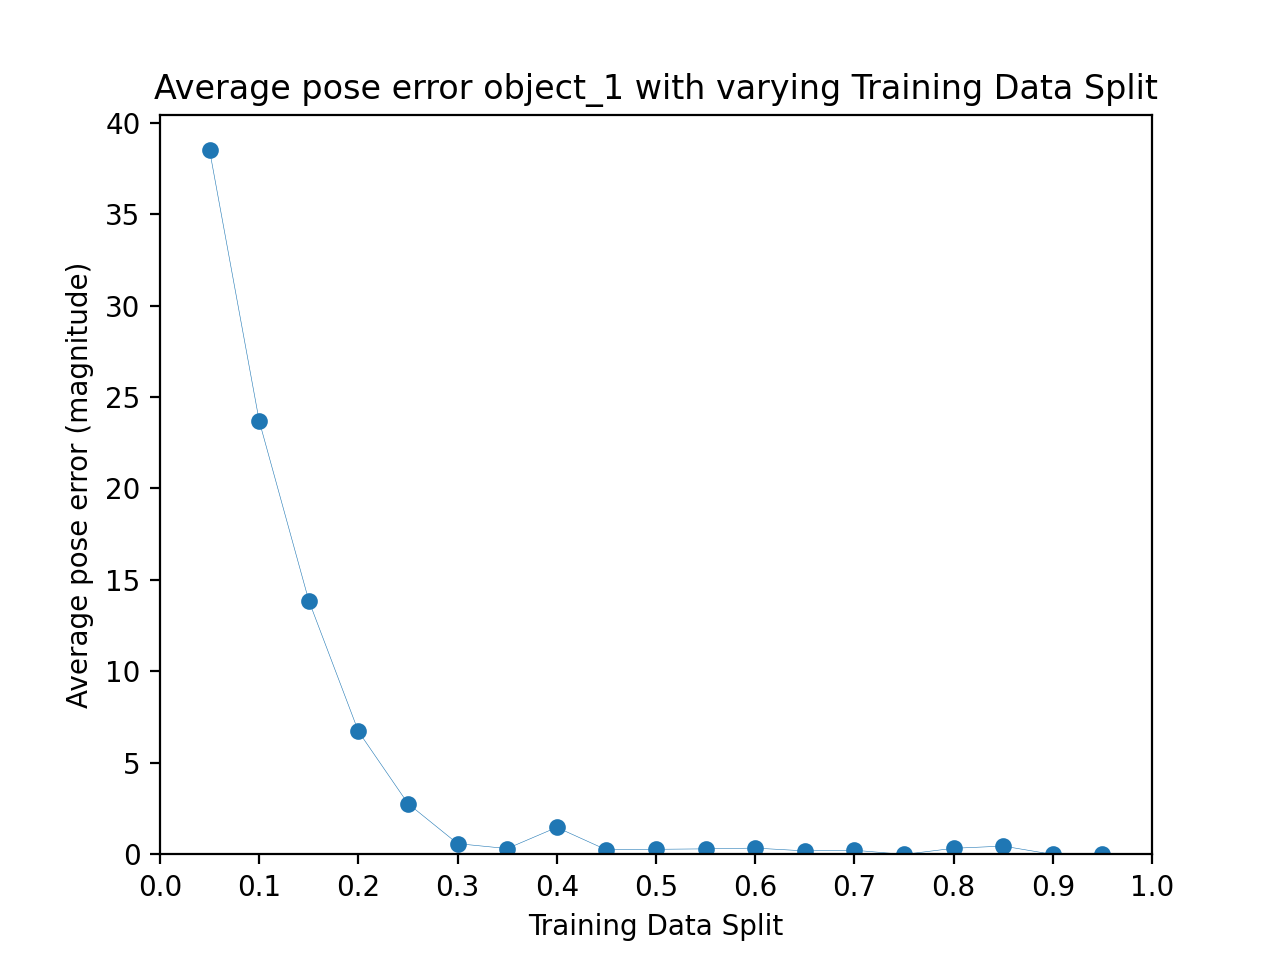 Average pose error object_1 with varying Training Data Split
40
35
30
25
20
15
10
5
0
Average pose error (magnitude)
0.0 0.1 0.2 0.3 0.4 0.5 0.6 0.7 0.8 0.9 1.0
Training Data Split